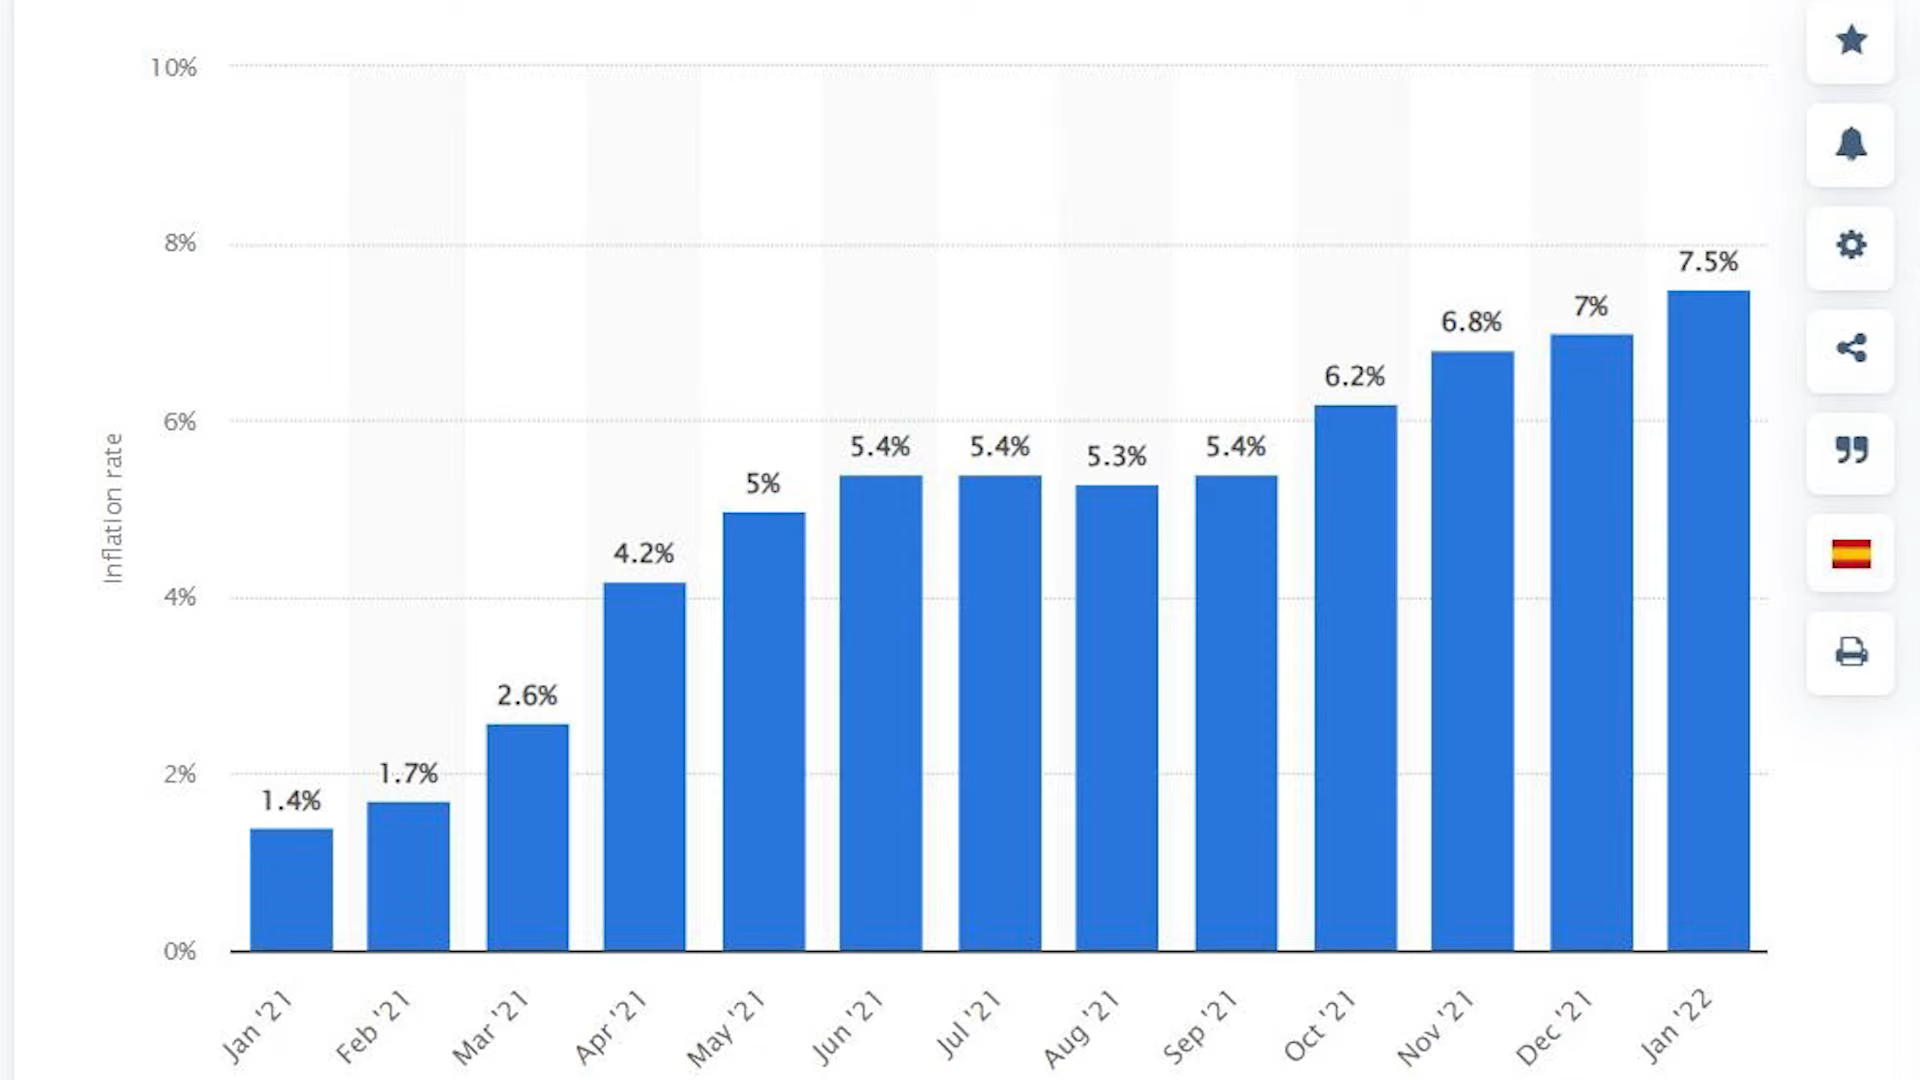 10%
8%
6%
4%
2%
0%
Inflation rate
1.4%
1.7%
2.6%
4.2%
5%
5.4%
5.4%
5.3%
5.4%
6.2%
6.8%
7%
7.5%
Jan '21
Feb '21
Mar '21
Apr '21
May '21
Jun '21
Jul '21
Aug '21
Sep '21
Oct '21
Nov '21
Dec '21
Jan '22